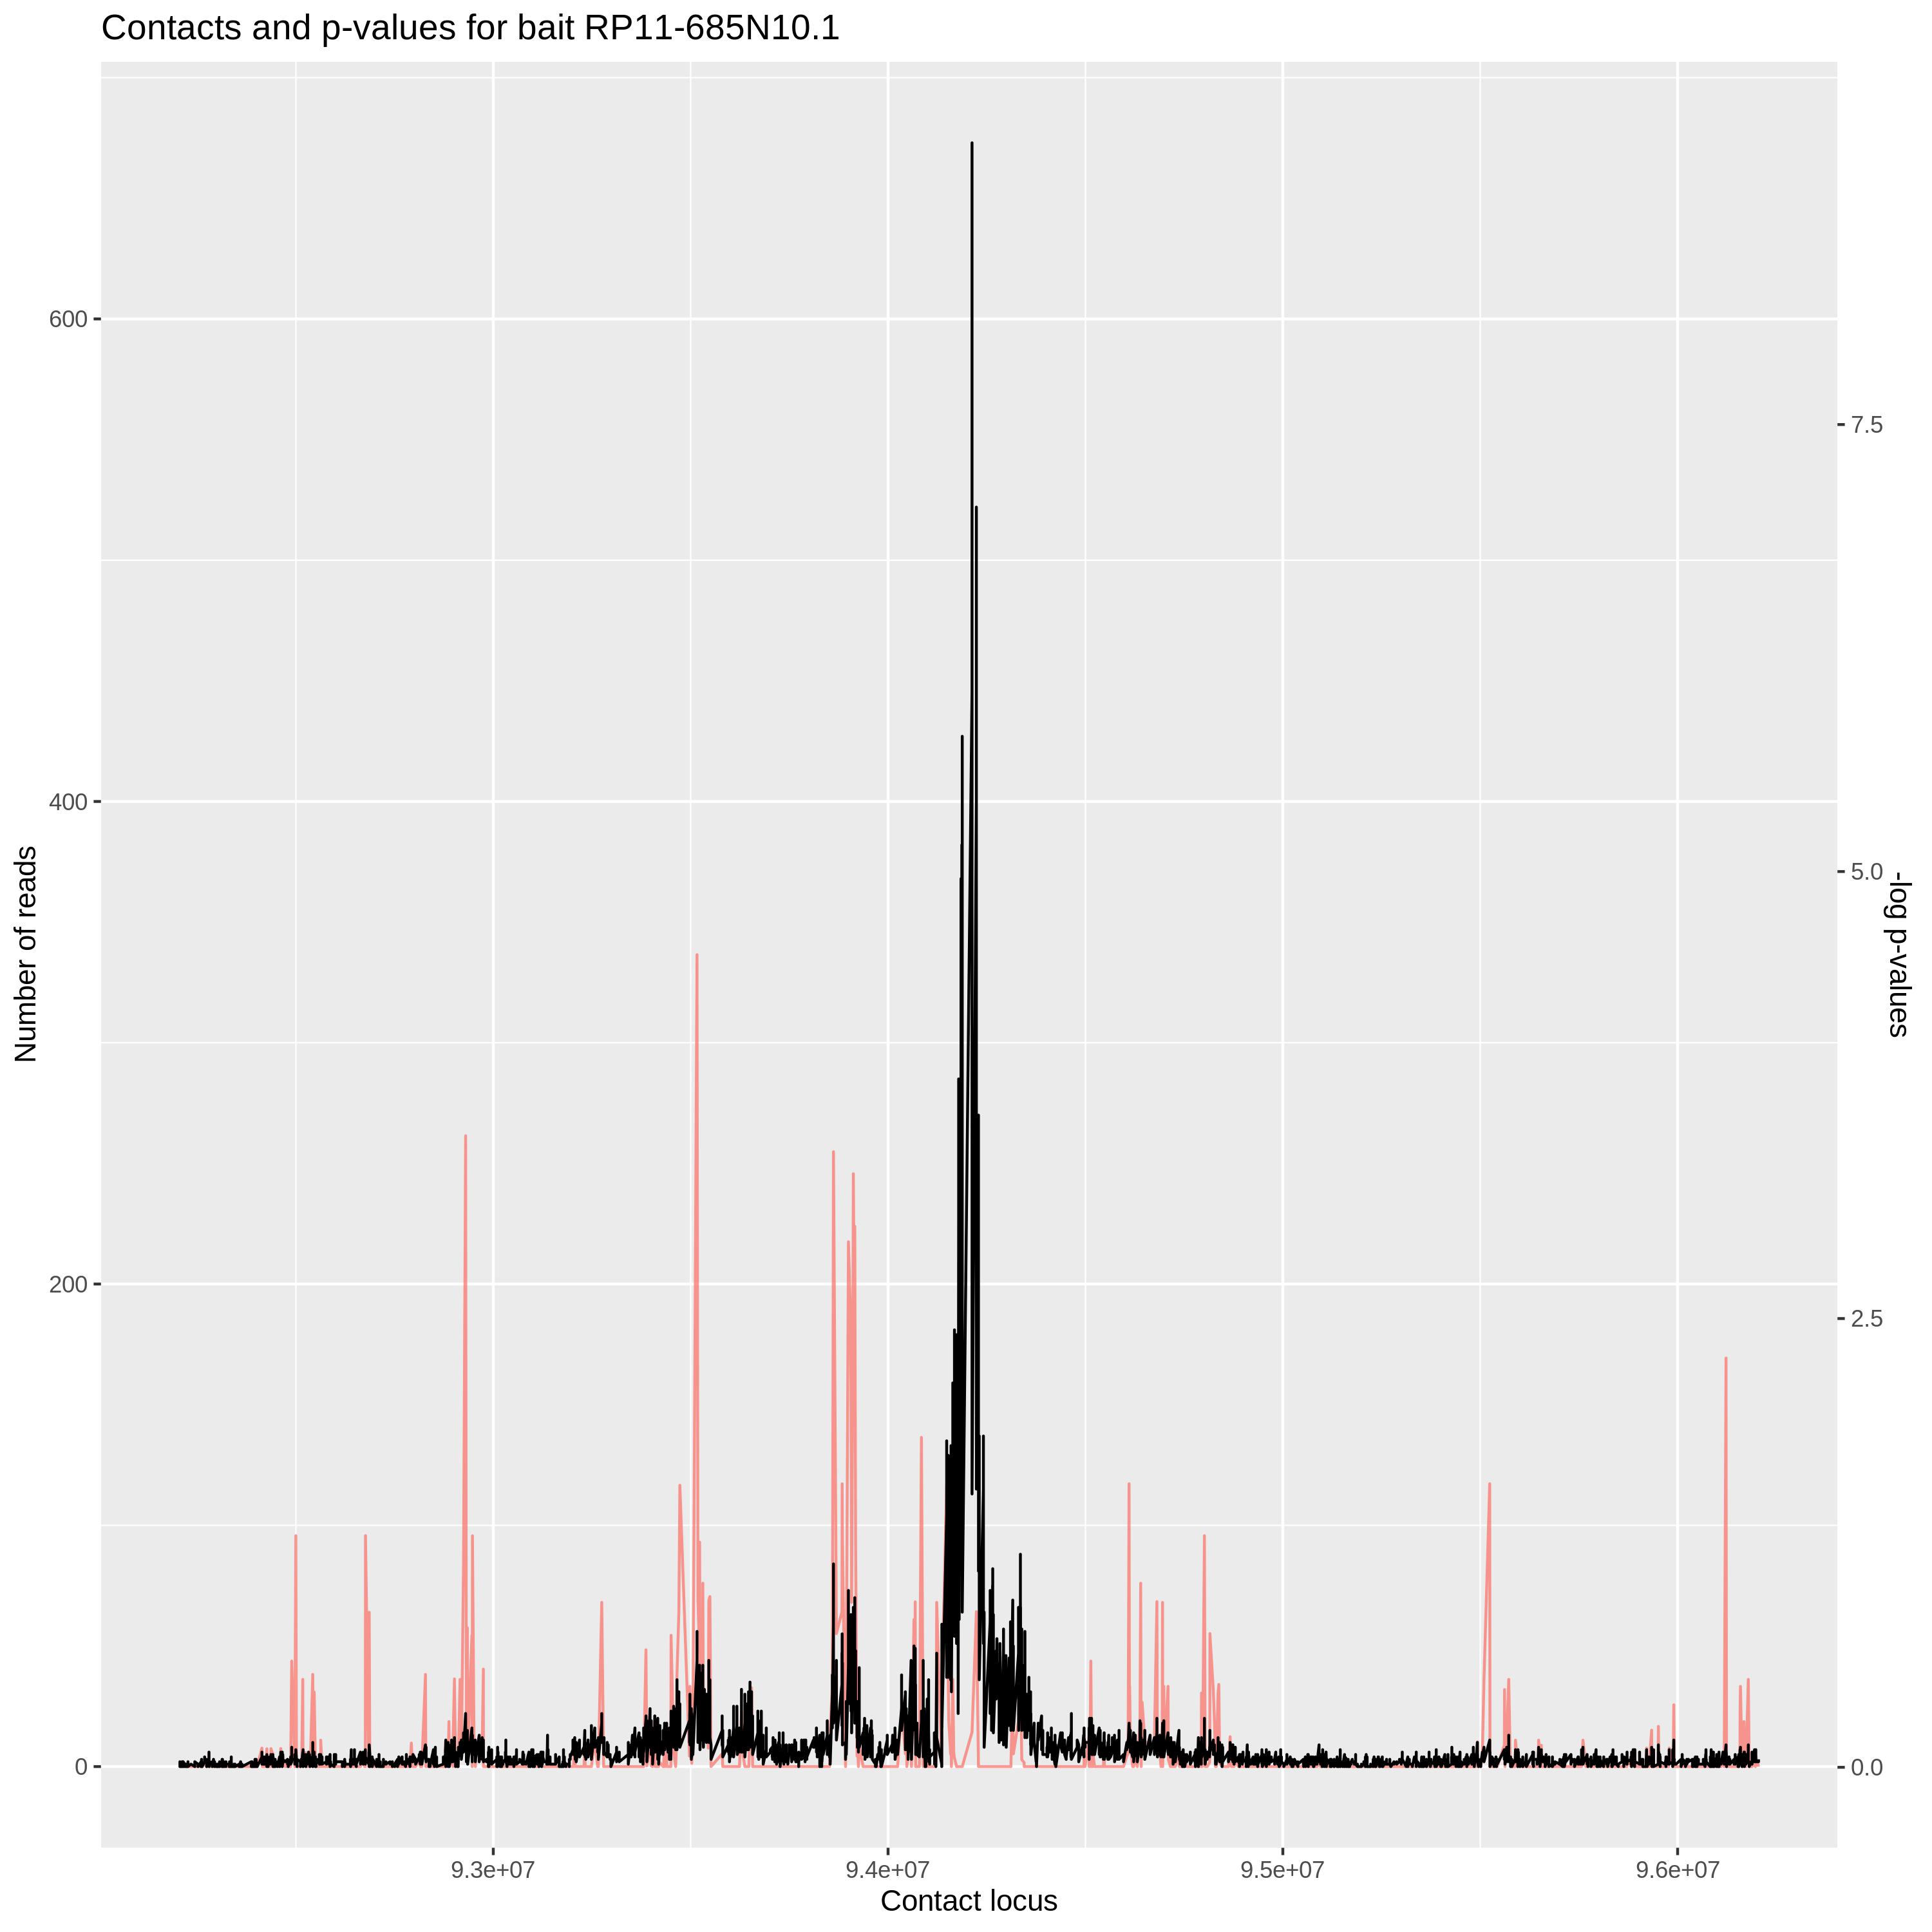 Contacts and p-values for bait RP11-685N10.1
600
400
200
0
Number of reads
7.5
5.0
2.5
0.0
-log p-values
9.3e+07
9.4e+07
9.5e+07
9.6e+07
Contact locus